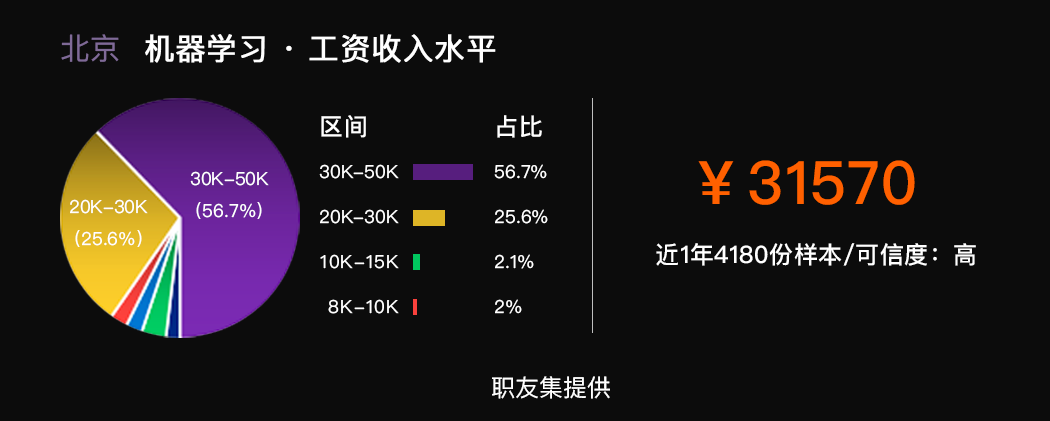 北京 机器学习 · 工资收入水平
30K-50K
(56.7%)
20K-30K
(25.6%)
区间 占比
30K-50K 56.7%
20K-30K 25.6%
10K-15K 2.1%
8K-10K 2%
¥ 31570
近1年4180份样本/可信度：高
职友集提供